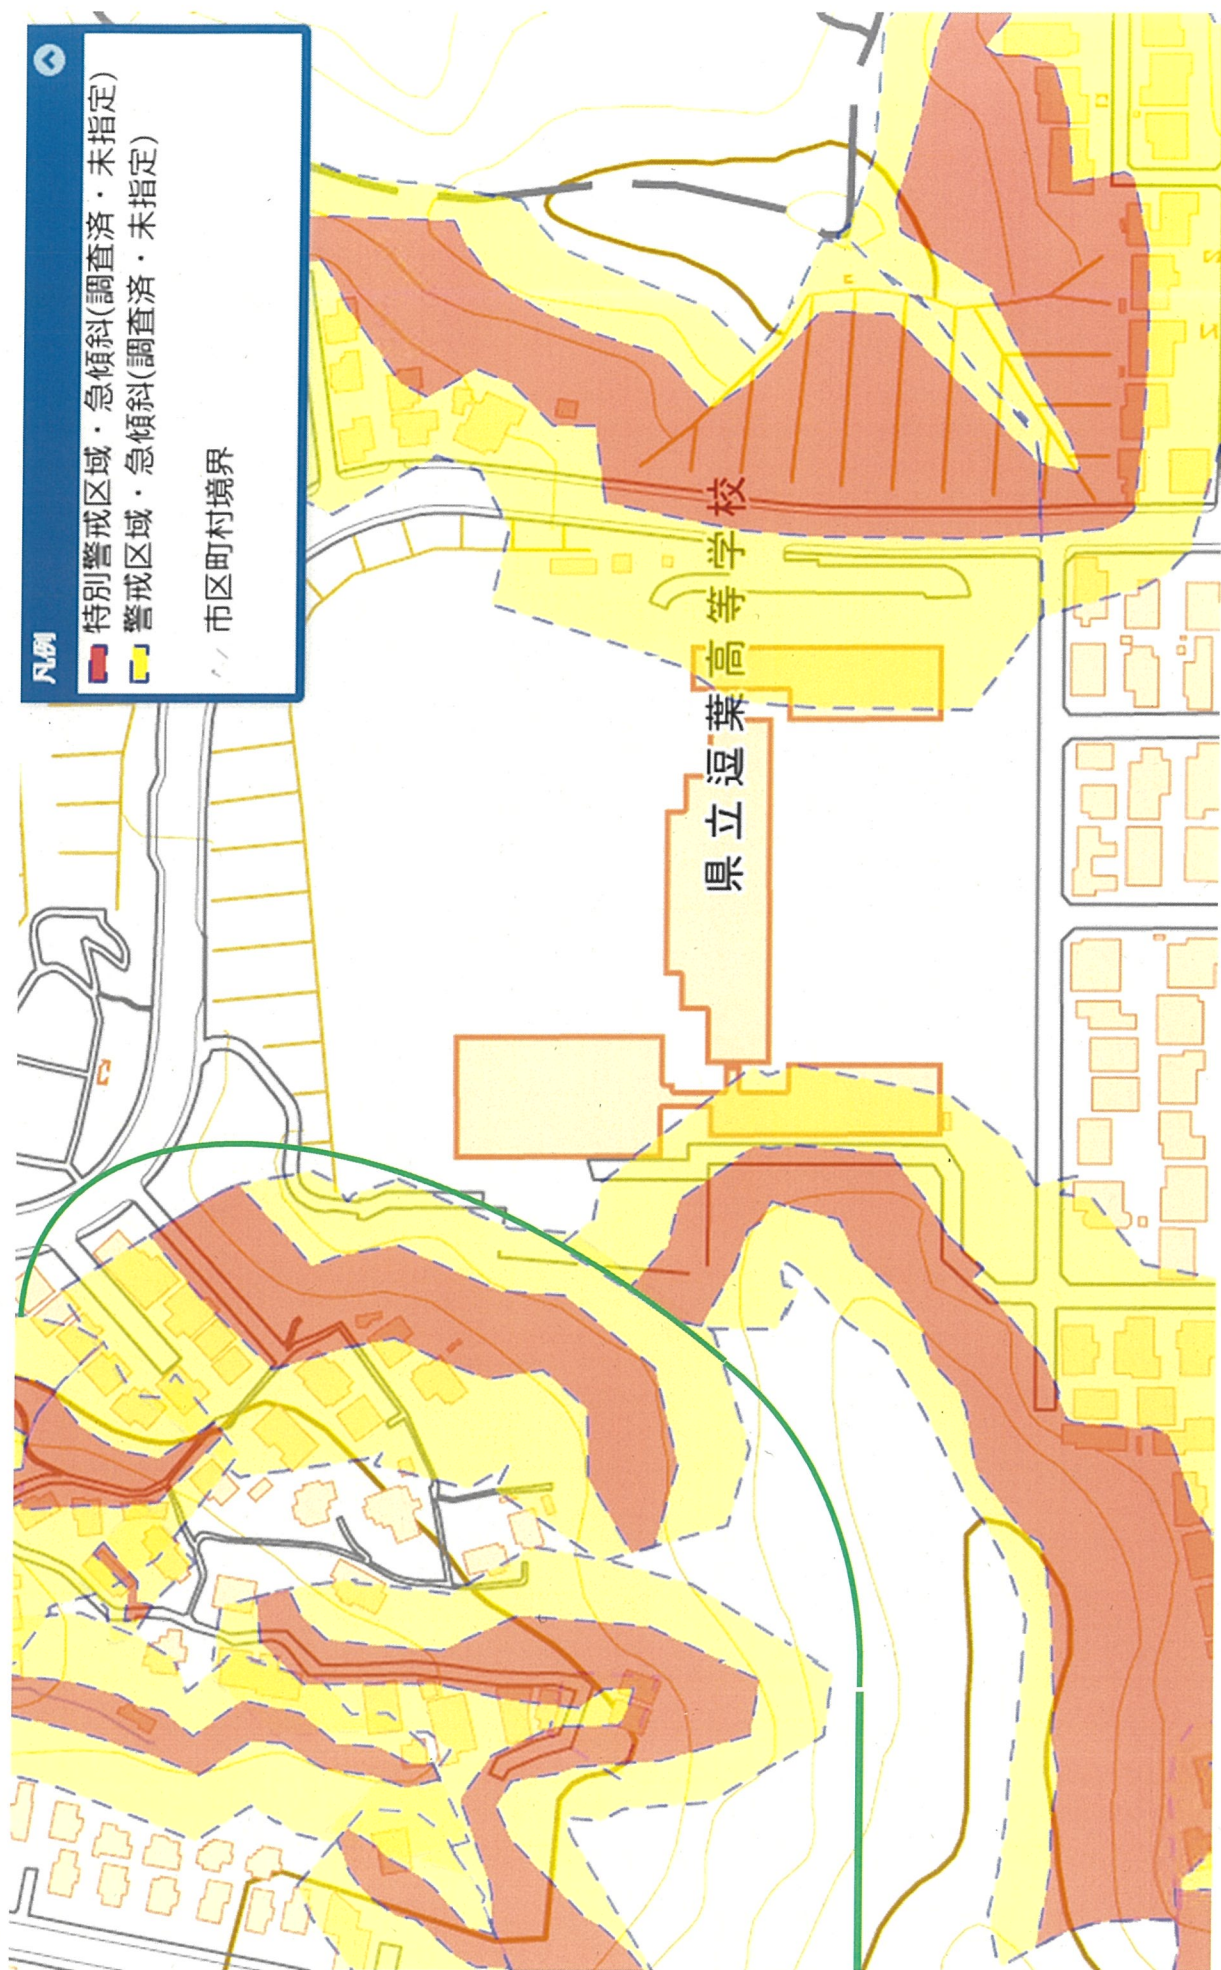 凡例
特別警戒区域・急傾斜(調査済・未指定)
警戒区域・急傾斜(調査済・未指定)
市区町村境界
県立逗葉高等学校